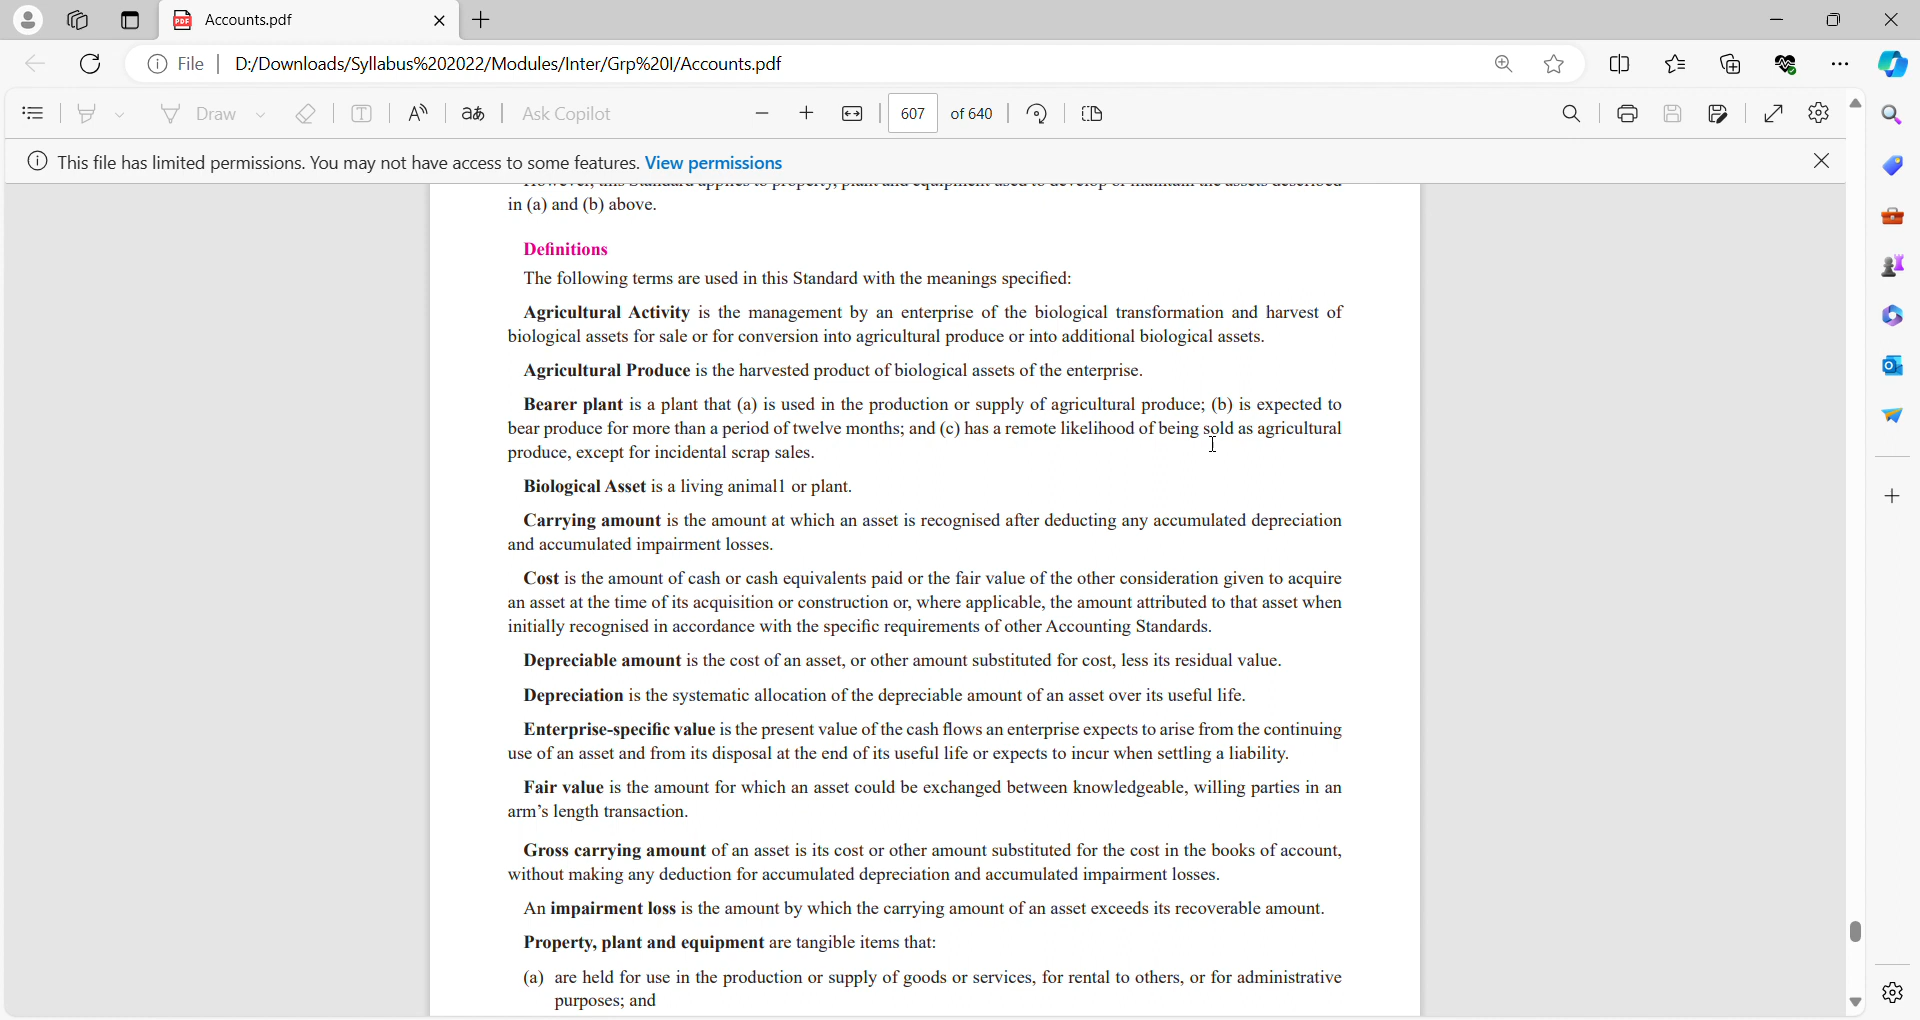 Accounts.pdf
File
D:/Downloads/Syllabus%202022/Modules/Inter/Grp%20I/Accounts.pdf
Draw
Ask Copilot
607 of 640
This file has limited permissions. You may not have access to some features. View permissions
However, this Standard applies to property, plant and equipment used to develop or maintain the assets described
in (a) and (b) above.
Definitions
The following terms are used in this Standard with the meanings specified:
Agricultural Activity is the management by an enterprise of the biological transformation and harvest of
biological assets for sale or for conversion into agricultural produce or into additional biological assets.
Agricultural Produce is the harvested product of biological assets of the enterprise.
Bearer plant is a plant that (a) is used in the production or supply of agricultural produce; (b) is expected to
bear produce for more than a period of twelve months; and (c) has a remote likelihood of being sold as agricultural
produce, except for incidental scrap sales.
Biological Asset is a living animal1 or plant.
Carrying amount is the amount at which an asset is recognised after deducting any accumulated depreciation
and accumulated impairment losses.
Cost is the amount of cash or cash equivalents paid or the fair value of the other consideration given to acquire
an asset at the time of its acquisition or construction or, where applicable, the amount attributed to that asset when
initially recognised in accordance with the specific requirements of other Accounting Standards.
Depreciable amount is the cost of an asset, or other amount substituted for cost, less its residual value.
Depreciation is the systematic allocation of the depreciable amount of an asset over its useful life.
Enterprise-specific value is the present value of the cash flows an enterprise expects to arise from the continuing
use of an asset and from its disposal at the end of its useful life or expects to incur when settling a liability.
Fair value is the amount for which an asset could be exchanged between knowledgeable, willing parties in an
arm's length transaction.
Gross carrying amount of an asset is its cost or other amount substituted for the cost in the books of account,
without making any deduction for accumulated depreciation and accumulated impairment losses.
An impairment loss is the amount by which the carrying amount of an asset exceeds its recoverable amount.
Property, plant and equipment are tangible items that:
(a) are held for use in the production or supply of goods or services, for rental to others, or for administrative
purposes; and